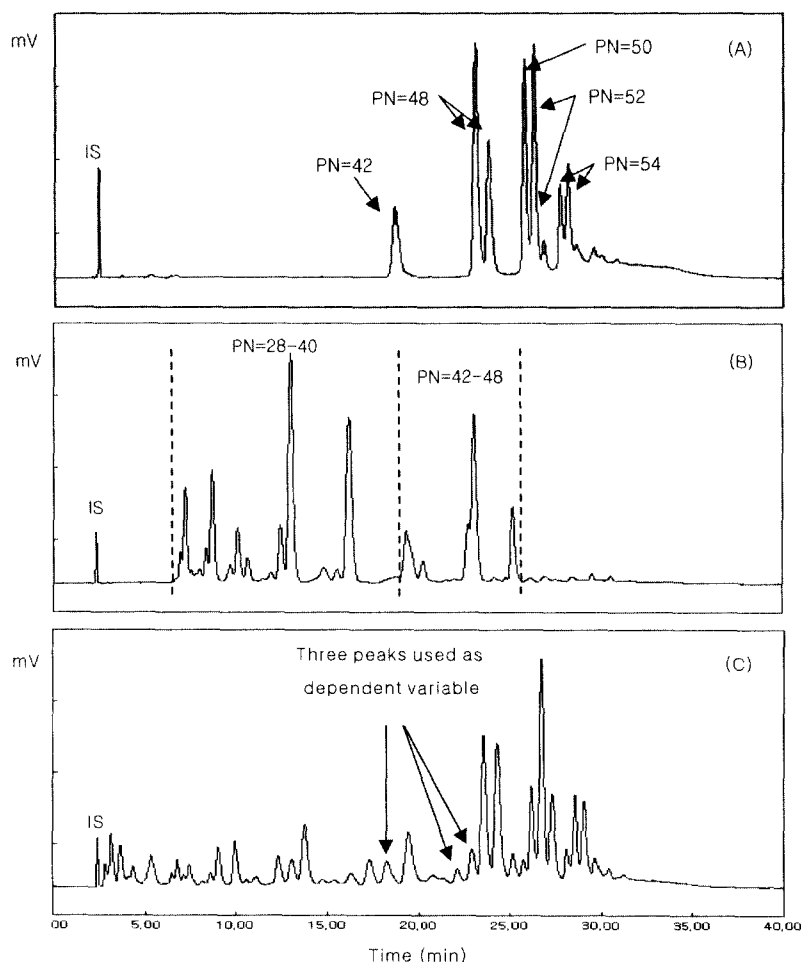 mV
(A)
PN=50
PN=48
PN=52
IS
PN=42
PN=54
mV
PN=28-40
(B)
PN=42-48
IS
mV
Three peaks used as
dependent variable
(C)
IS
:00 5,00 10,00 15,00 20,00 25,00 30,00 35,00 40,00
Time (min)